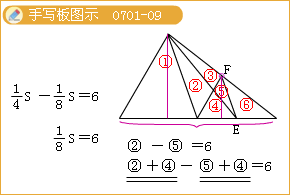 手写板图示 0701-09
① ② ③ F
⑤ ④ ⑥
E
1/4 S - 1/8 S = 6
1/8 S = 6
② - ⑤ = 6
②+④ - ⑤+④ = 6